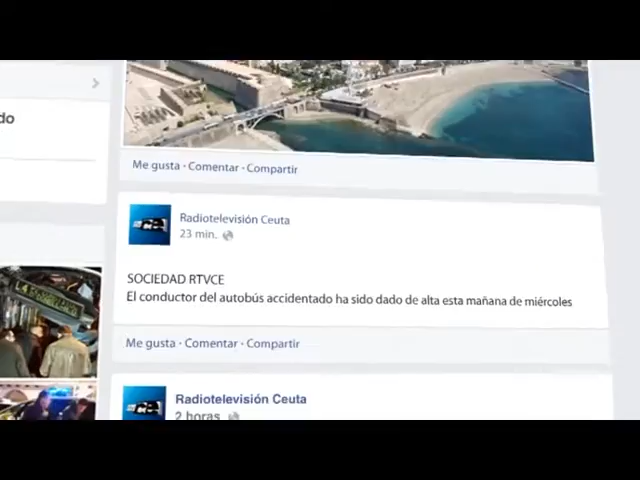 do
Me gusta · Comentar · Compartir
Radiotelevisión Ceuta
23 min.
SOCIEDAD RTVCE
El conductor del autobús accidentado ha sido dado de alta esta mañana de miércoles
Me gusta · Comentar · Compartir
Radiotelevisión Ceuta
2 horas